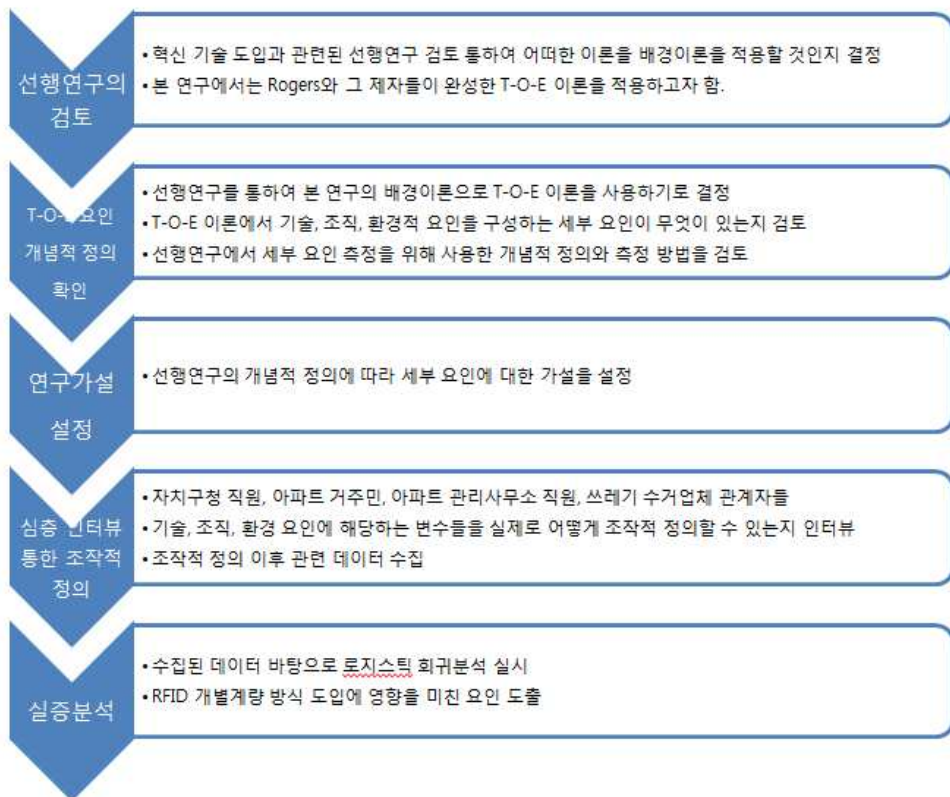 선행연구의
검토
• 혁신 기술 도입과 관련된 선행연구 검토 통하여 어떠한 이론을 배경이론을 적용할 것인지 결정
• 본 연구에서는 Rogers와 그 제자들이 완성한 T-O-E 이론을 적용하고자 함.
T-O-E 요인
개념적 정의
확인
• 선행연구를 통하여 본 연구의 배경이론으로 T-O-E 이론을 사용하기로 결정
• T-O-E 이론에서 기술, 조직, 환경적 요인을 구성하는 세부 요인이 무엇이 있는지 검토
• 선행연구에서 세부 요인 측정을 위해 사용한 개념적 정의와 측정 방법을 검토
연구가설
설정
• 선행연구의 개념적 정의에 따라 세부 요인에 대한 가설을 설정
심층 인터뷰
통한 조작적
정의
• 자치구청 직원, 아파트 거주민, 아파트 관리사무소 직원, 쓰레기 수거업체 관계자들
• 기술, 조직, 환경 요인에 해당하는 변수들을 실제로 어떻게 조작적 정의할 수 있는지 인터뷰
• 조작적 정의 이후 관련 데이터 수집
실증분석
• 수집된 데이터 바탕으로 로지스틱 회귀분석 실시
• RFID 개별계량 방식 도입에 영향을 미친 요인 도출